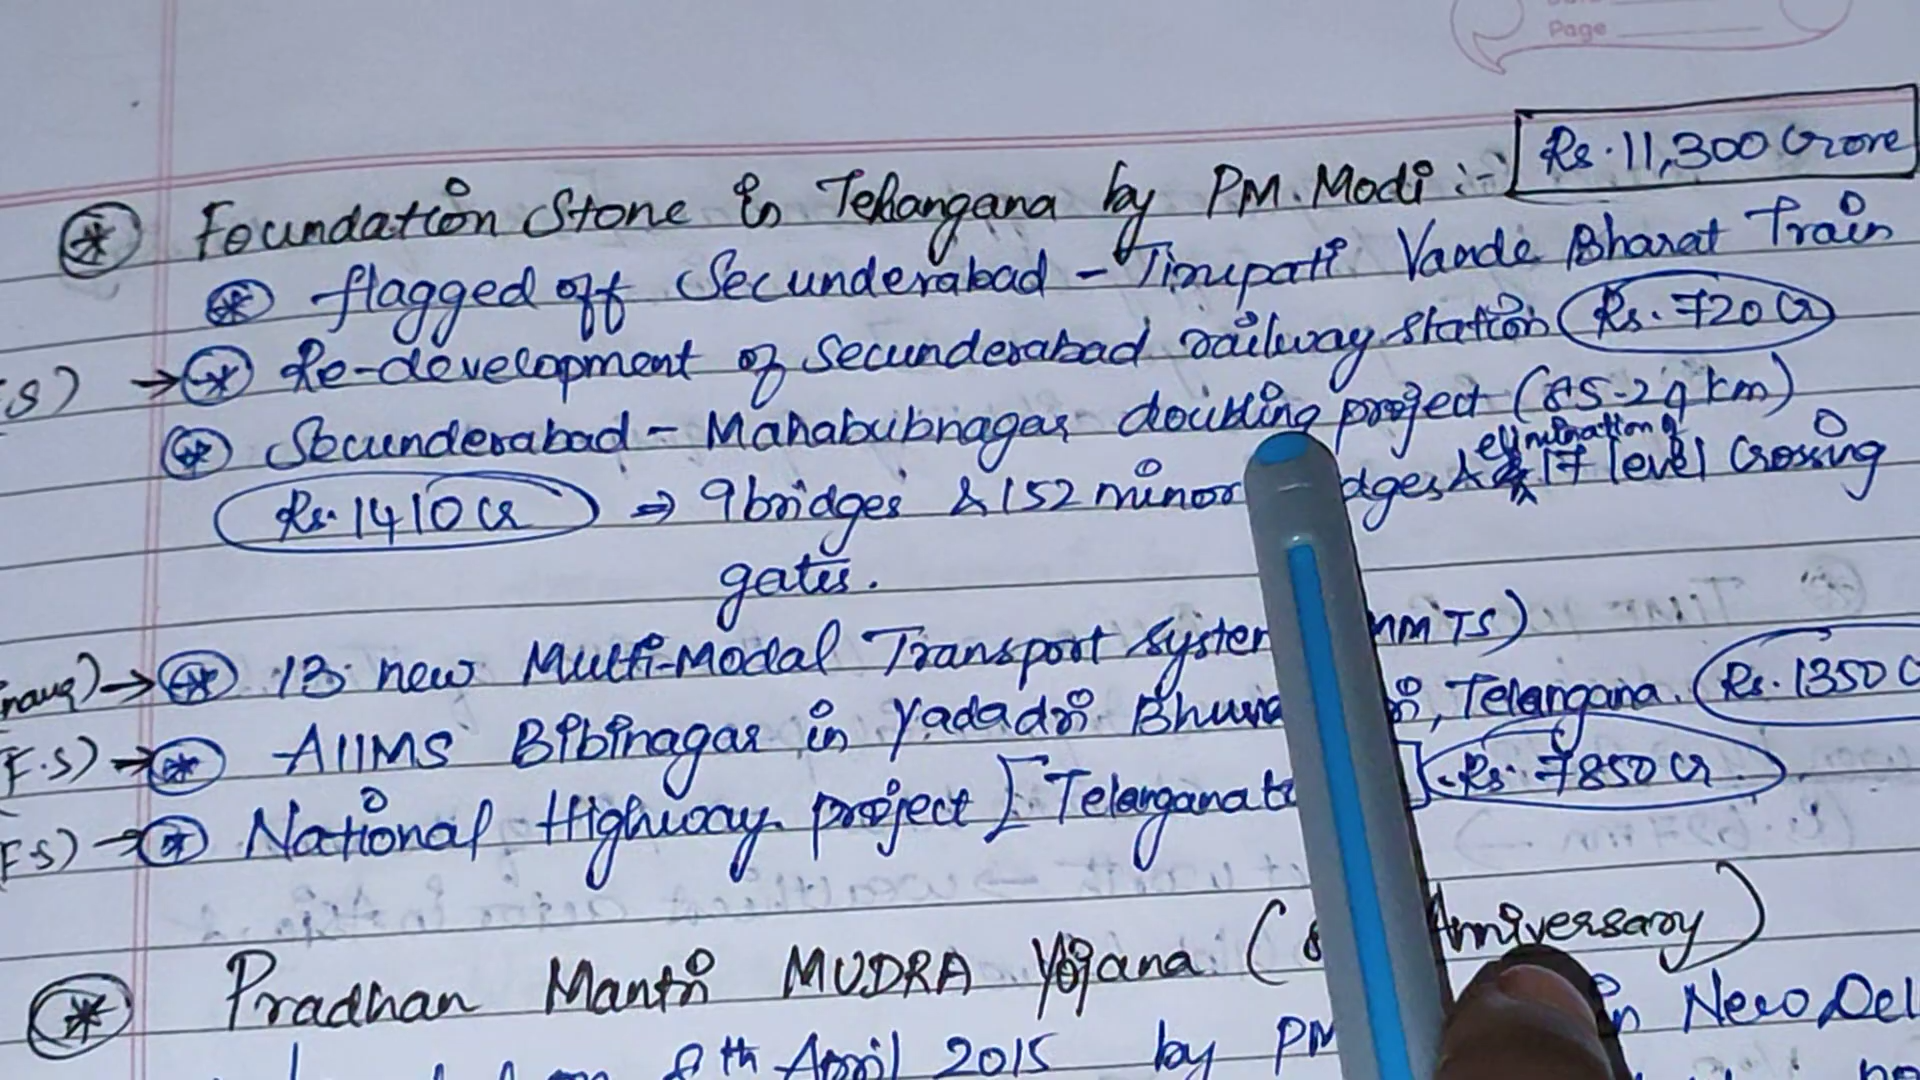 Page
Foundation Stone in Telangana by PM. Modi :- Rs. 11,300 Crore
flagged off Secunderabad - Tirupati Vande Bharat Train
S) → Re-development of Secunderabad railway station Rs. 720 Cr
Secunderabad - Mahabubnagar doubling project (85.24 km)
elimination of
Rs. 1410 Cr ⇒ 9 bridges & 152 minor dges & 17 level Crossing
gates.
→ 13 new Multi-Modal Transport System MMTS)
F.S) → AIIMS Bibinagar in Yadadri Bhuva ri, Telangana. Rs. 1350 C
F.S) → National Highway project [Telangana ] Rs. 7850 Cr
Pradhan Mantri MUDRA Yojana ( Anniversary)
8th April 2015 by PM in New Del